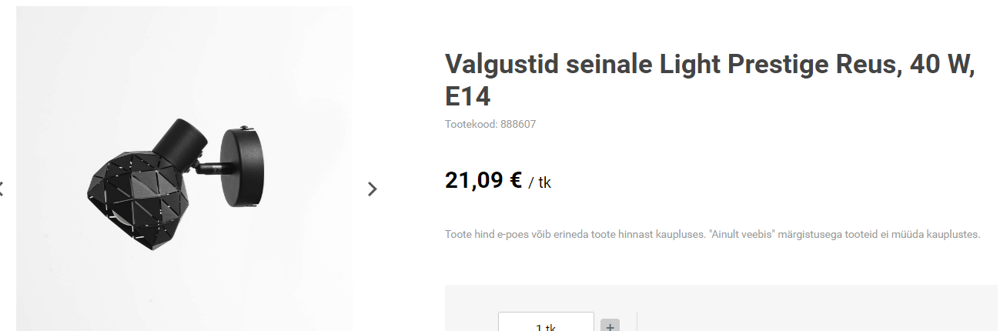 Valgustid seinale Light Prestige Reus, 40 W,
E14
Tootekood: 888607
21,09 € / tk
Toote hind e-poes võib erineda toote hinnast kaupluses. "Ainult veebis" märgistusega tooteid ei müüda kauplustes.
1 tk
+